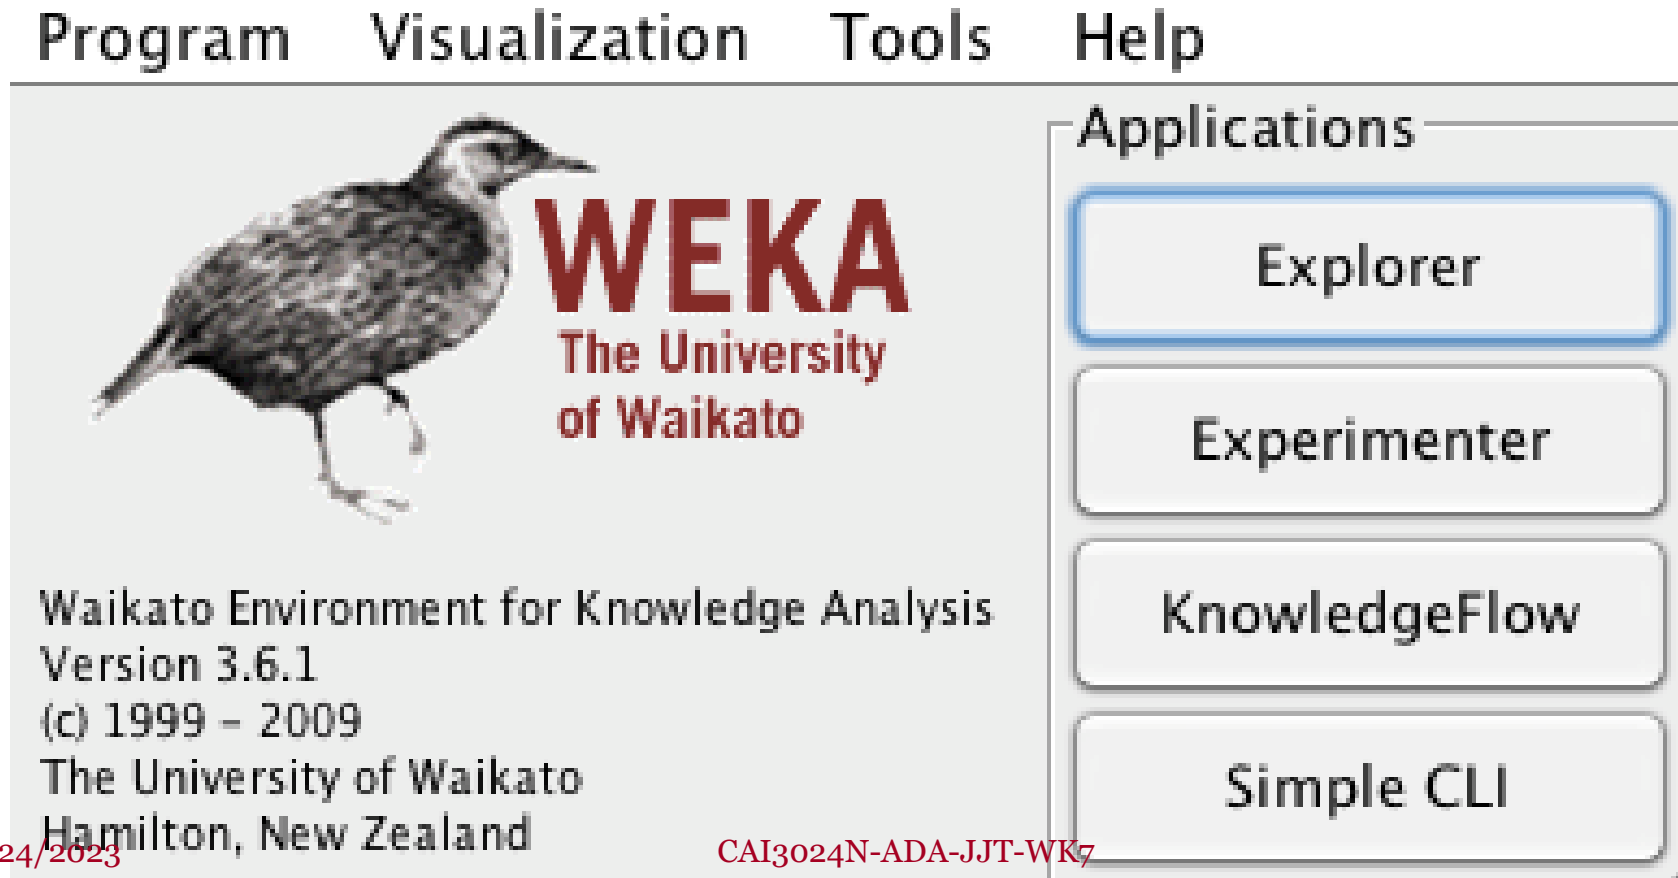 Program Visualization Tools Help
WEKA
The University
of Waikato
Waikato Environment for Knowledge Analysis
Version 3.6.1
(c) 1999 – 2009
The University of Waikato
Hamilton, New Zealand
Applications
Explorer
Experimenter
KnowledgeFlow
Simple CLI
24/2023
CAI3024N-ADA-JJT-WK7